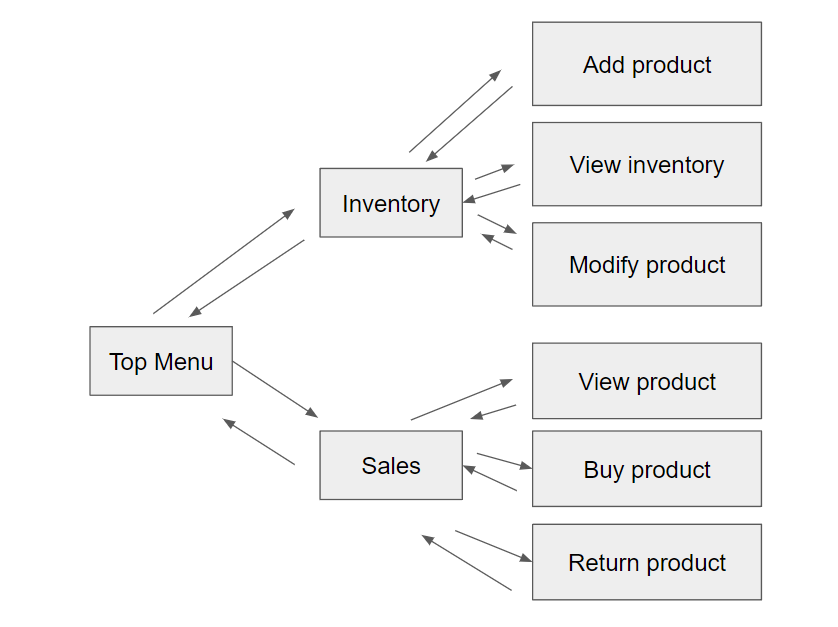 Add product
View inventory
Inventory
Modify product
Top Menu
View product
Sales
Buy product
Return product